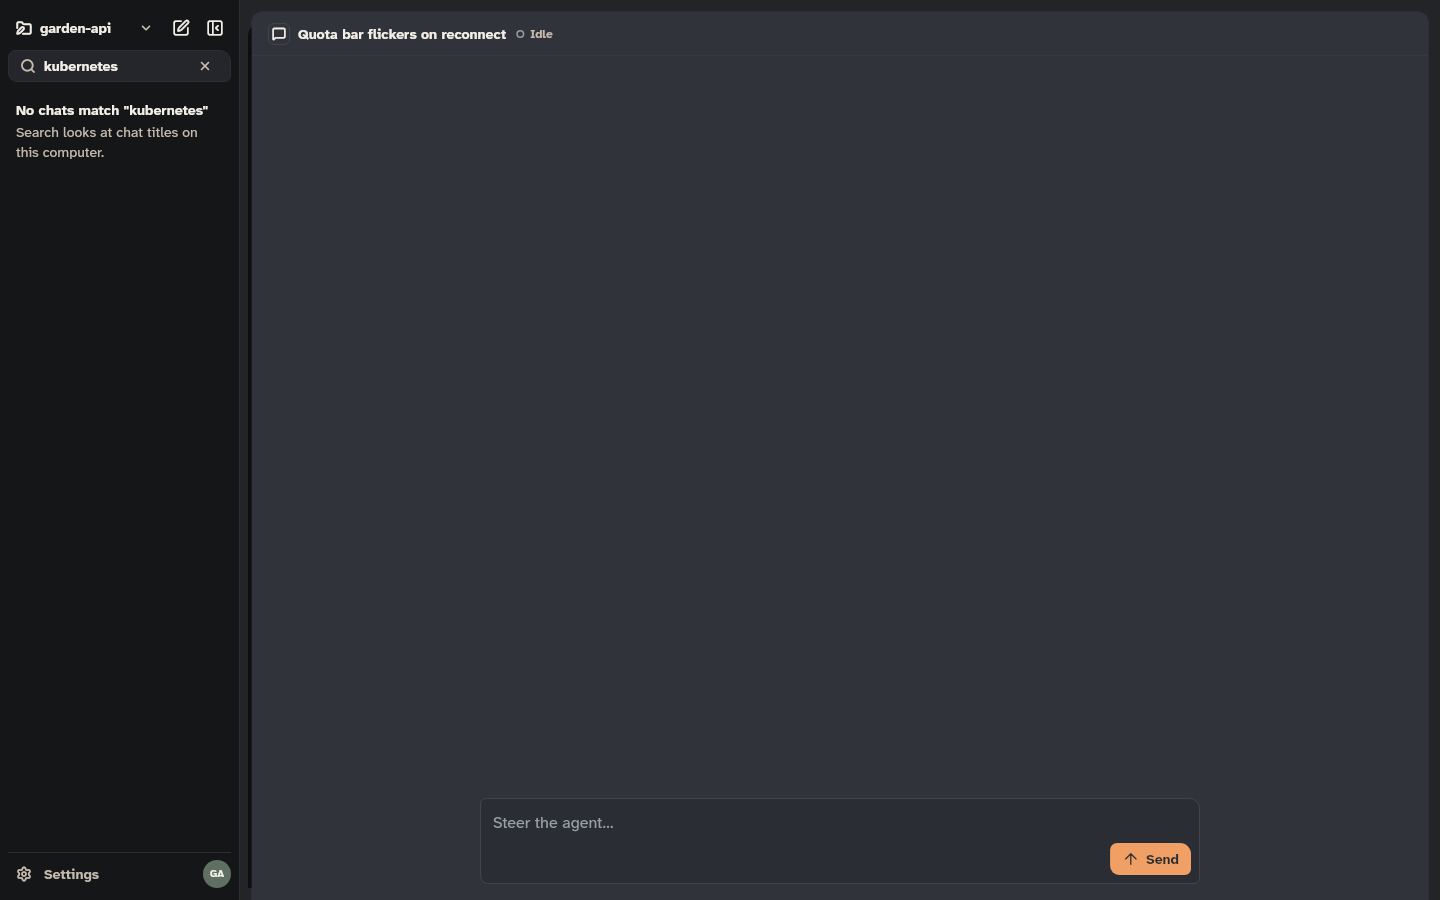 garden-api
kubernetes
No chats match "kubernetes"
Search looks at chat titles on
this computer.
Settings
GA
Quota bar flickers on reconnect
Idle
Steer the agent...
Send